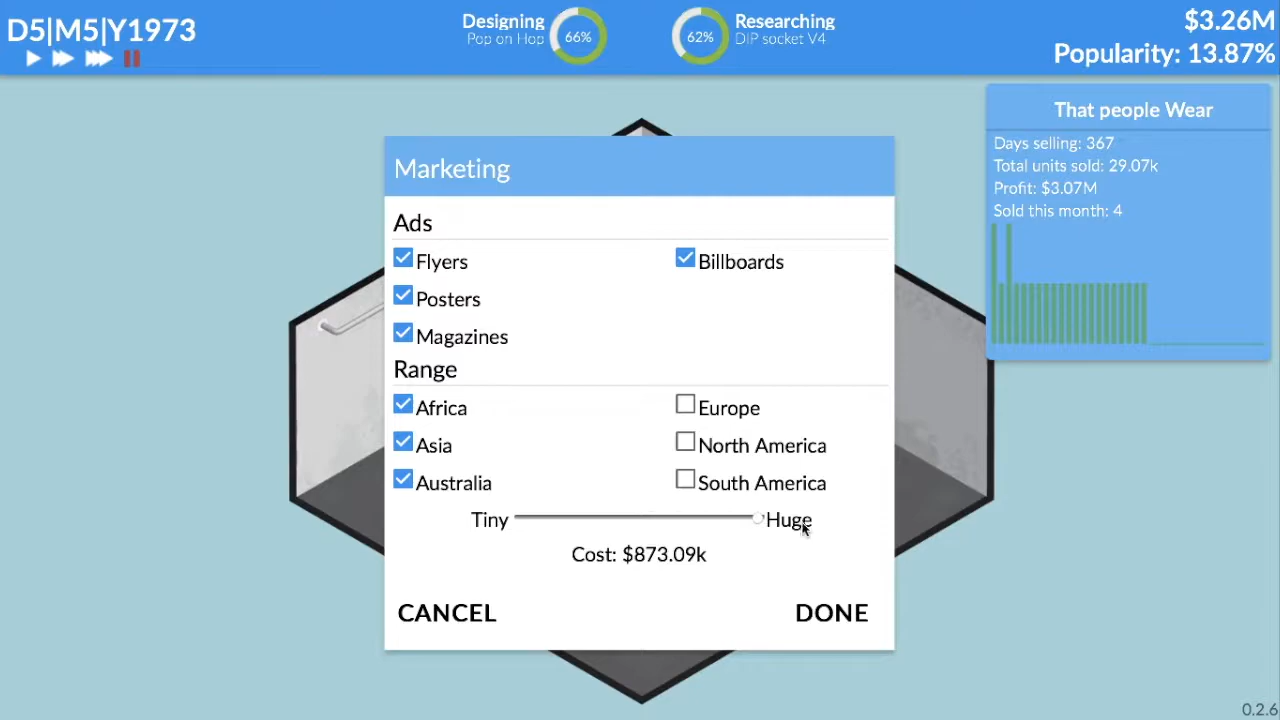 D5|M5|Y1973
Designing
Pop on Hop
66%
62%
Researching
DIP socket V4
$3.26M
Popularity: 13.87%
That people Wear
Days selling: 367
Total units sold: 29.07k
Profit: $3.07M
Sold this month: 4
Marketing
Ads
Flyers
Billboards
Posters
Magazines
Range
Africa
Europe
Asia
North America
Australia
South America
Tiny
Huge
Cost: $873.09k
CANCEL
DONE
0.2.6